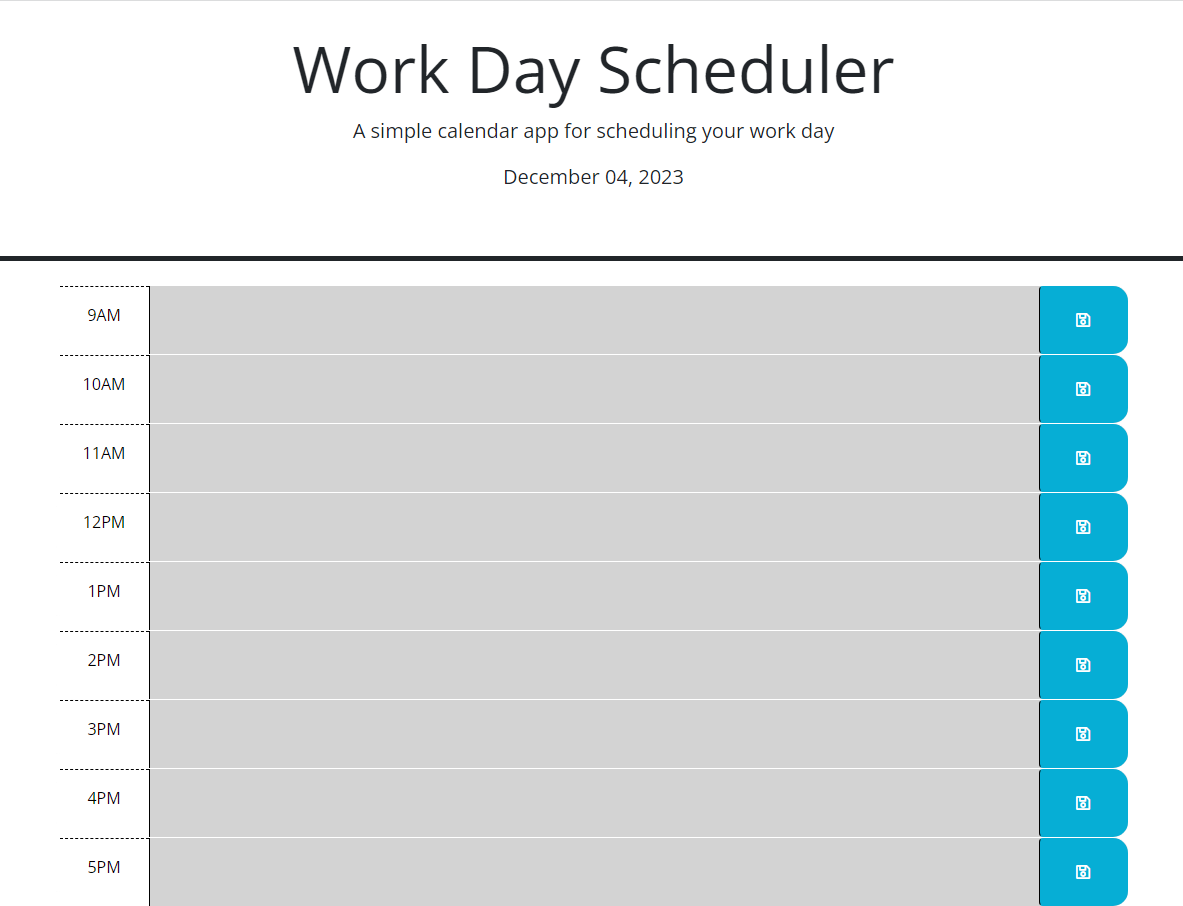 Work Day Scheduler
A simple calendar app for scheduling your work day
December 04, 2023
9AM
10AM
11AM
12PM
1PM
2PM
3PM
4PM
5PM